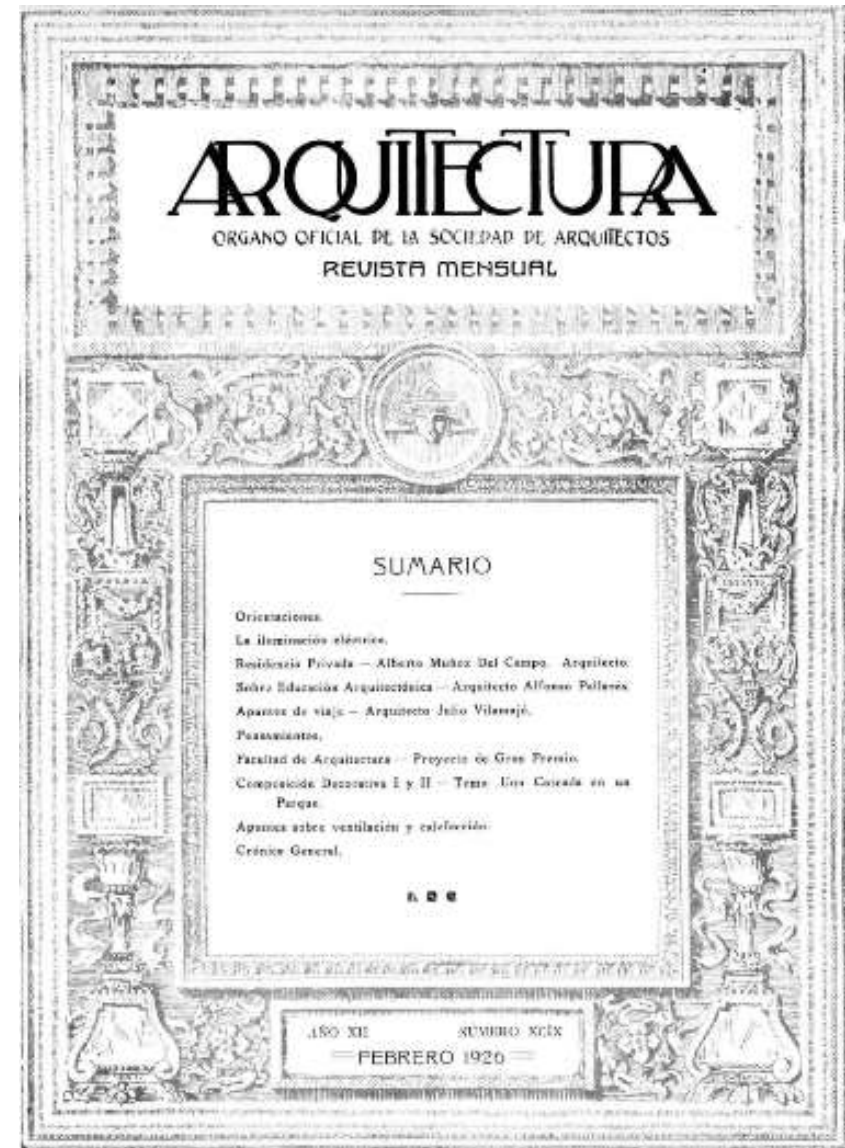 ARQUITECTURA
ORGANO OFICIAL DE LA SOCIEDAD DE ARQUITECTOS
REVISTA MENSUAL
SUMARIO
Orientaciones.
La iluminación eléctrica.
Residencia Privada — Alberto Muñoz Del Campo. Arquitecto.
Sobre Educación Arquitectónica — Arquitecto Alfonso Pallarés.
Apuntes de viaje — Arquitecto Julio Vilamajó.
Pensamientos.
Facultad de Arquitectura — Proyecto de Gran Premio.
Composición Decorativa I y II — Tema Una Cascada en un
Parque.
Apuntes sobre ventilación y calefacción.
Crónica General.
AÑO XII NUMERO XCIX
FEBRERO 1926